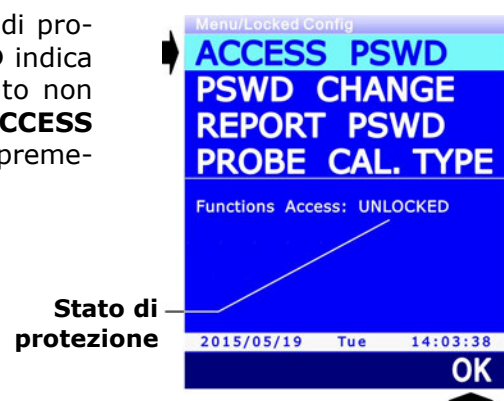 di pro-
indica
to non
CCESS
preme-
Menu/Locked Config
ACCESS PSWD
PSWD CHANGE
REPORT PSWD
PROBE CAL. TYPE
Functions Access: UNLOCKED
Stato di
protezione
2015/05/19 Tue 14:03:38
OK